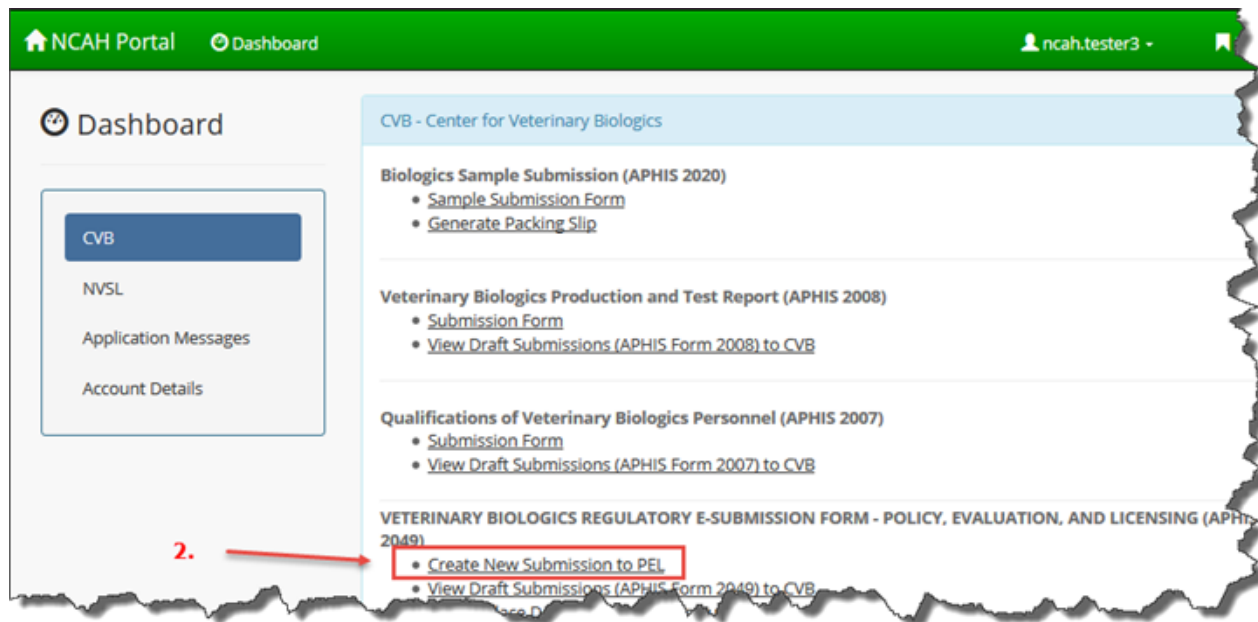 NCAH Portal Dashboard ncah.tester3
Dashboard
CVB
NVSL
Application Messages
Account Details
CVB - Center for Veterinary Biologics
Biologics Sample Submission (APHIS 2020)
• Sample Submission Form
• Generate Packing Slip
Veterinary Biologics Production and Test Report (APHIS 2008)
• Submission Form
• View Draft Submissions (APHIS Form 2008) to CVB
Qualifications of Veterinary Biologics Personnel (APHIS 2007)
• Submission Form
• View Draft Submissions (APHIS Form 2007) to CVB
VETERINARY BIOLOGICS REGULATORY E-SUBMISSION FORM - POLICY, EVALUATION, AND LICENSING (APHI
2049)
2.
• Create New Submission to PEL
• View Draft Submissions (APHIS Form 2049) to CVB